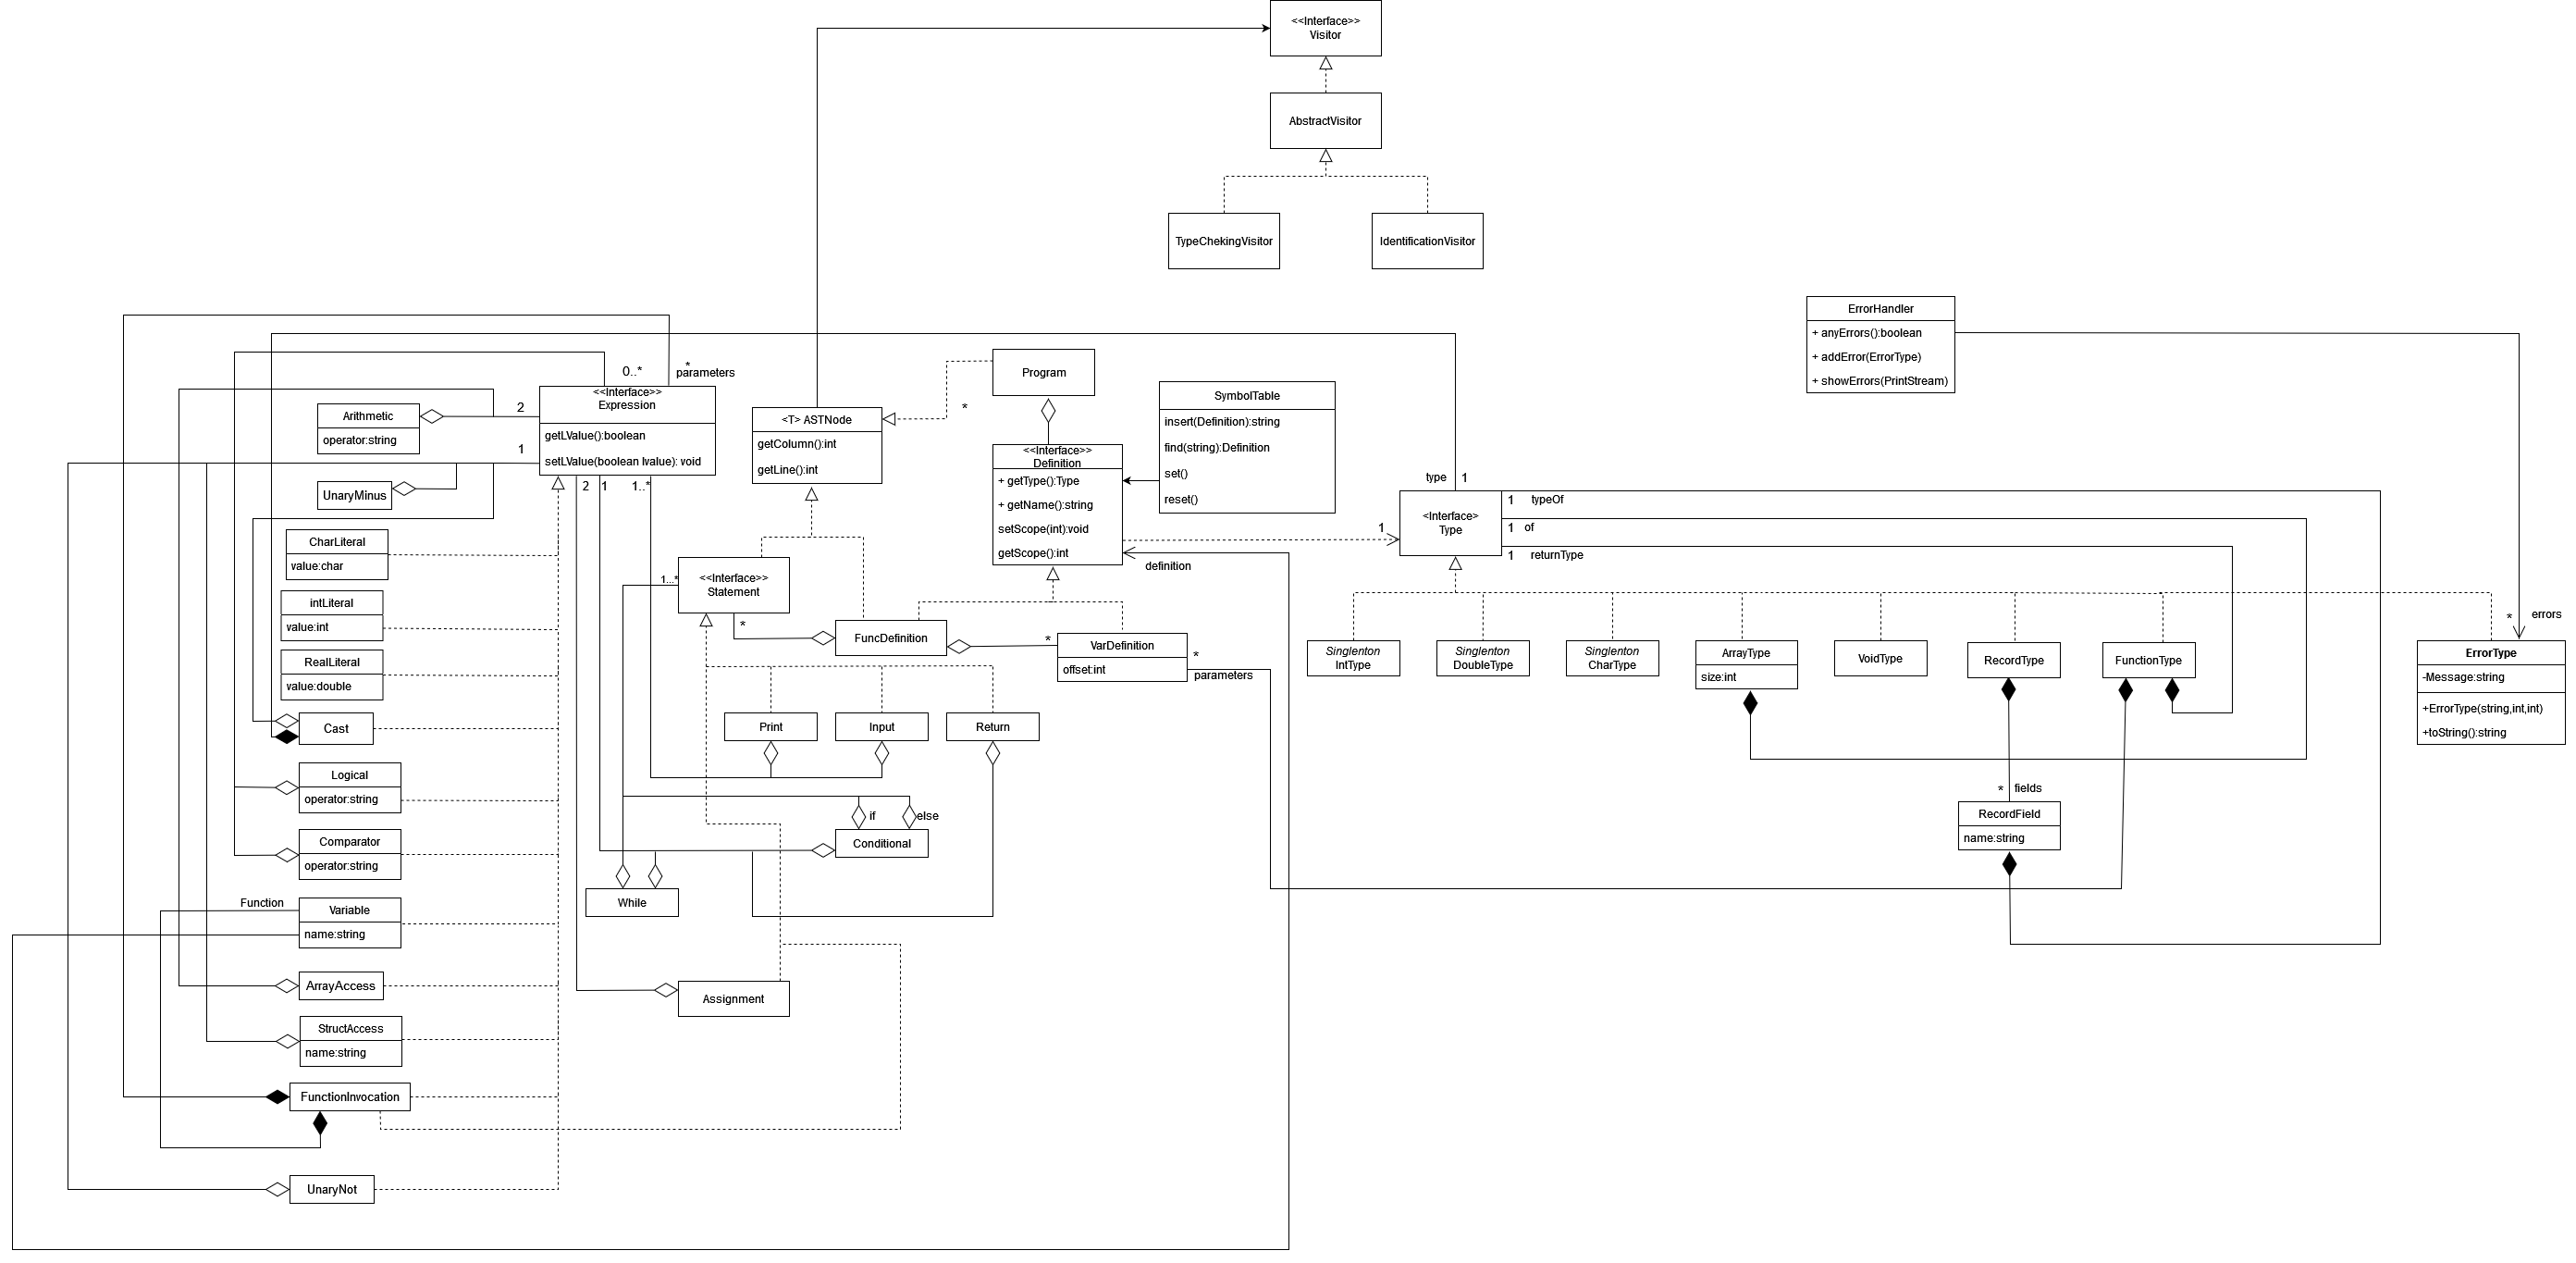 <<Interface>>
Visitor
AbstractVisitor
TypeChekingVisitor
IdentificationVisitor
ErrorHandler
+ anyErrors():boolean
+ addError(ErrorType)
+ showErrors(PrintStream)
*
parameters
0..*
<<Interface>>
Expression
getLValue():boolean
setLValue(boolean lvalue): void
2
1
2
1
1..*
Arithmetic
operator:string
UnaryMinus
CharLiteral
value:char
intLiteral
value:int
RealLiteral
value:double
Cast
Logical
operator:string
Comparator
operator:string
Function
Variable
name:string
ArrayAccess
StructAccess
name:string
FunctionInvocation
UnaryNot
<T> ASTNode
getColumn():int
getLine():int
Program
*
<<Interface>>
Definition
+ getType():Type
+ getName():string
setScope(int):void
getScope():int
definition
SymbolTable
insert(Definition):string
find(string):Definition
set()
reset()
1...*
<<Interface>>
Statement
*
FuncDefinition
*
VarDefinition
offset:int
*
parameters
Print
Input
Return
if
else
Conditional
While
Assignment
type
1
1
<Interface>
Type
1 typeOf
1 of
1 returnType
Singlenton
IntType
Singlenton
DoubleType
Singlenton
CharType
ArrayType
size:int
VoidType
RecordType
FunctionType
* fields
RecordField
name:string
* errors
ErrorType
-Message:string
+ErrorType(string,int,int)
+toString():string